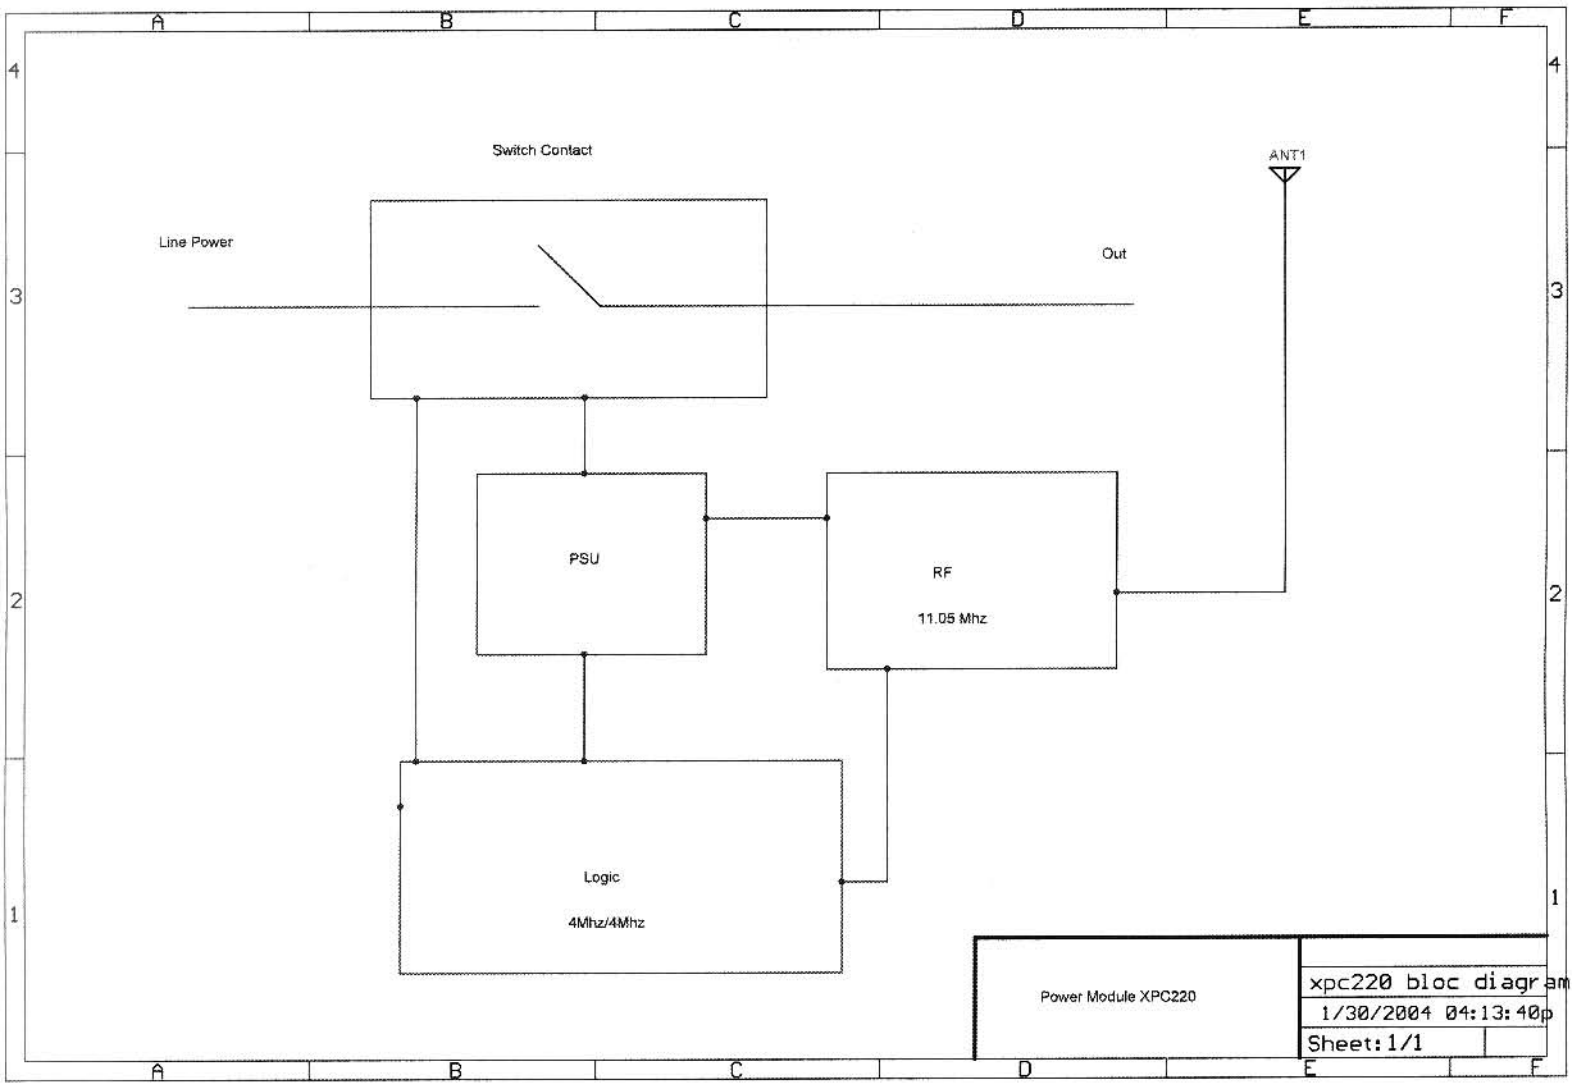 A B C D E F
4 4
Switch Contact
ANT1
Line Power
Out
3 3
PSU
RF
11.05 Mhz
2 2
Logic
4Mhz/4Mhz
1 1
Power Module XPC220
xpc220 bloc diagram
1/30/2004 04:13:40p
Sheet:1/1
A B C D E F